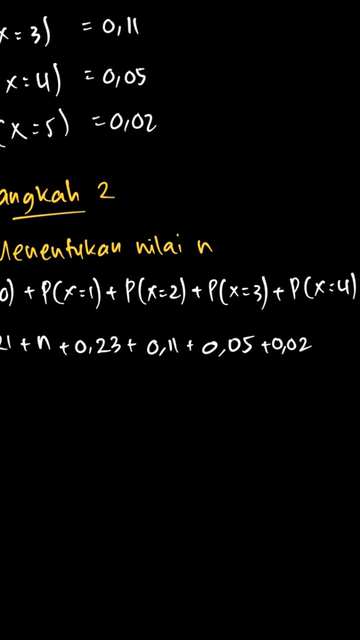 x=3) = 0,11
x=4) = 0,05
(x=5) = 0,02
angkah 2
Menentukan nilai n
0) + P(x=1) + P(x=2) + P(x=3) + P(x=4)
21 + n + 0,23 + 0,11 + 0,05 + 0,02